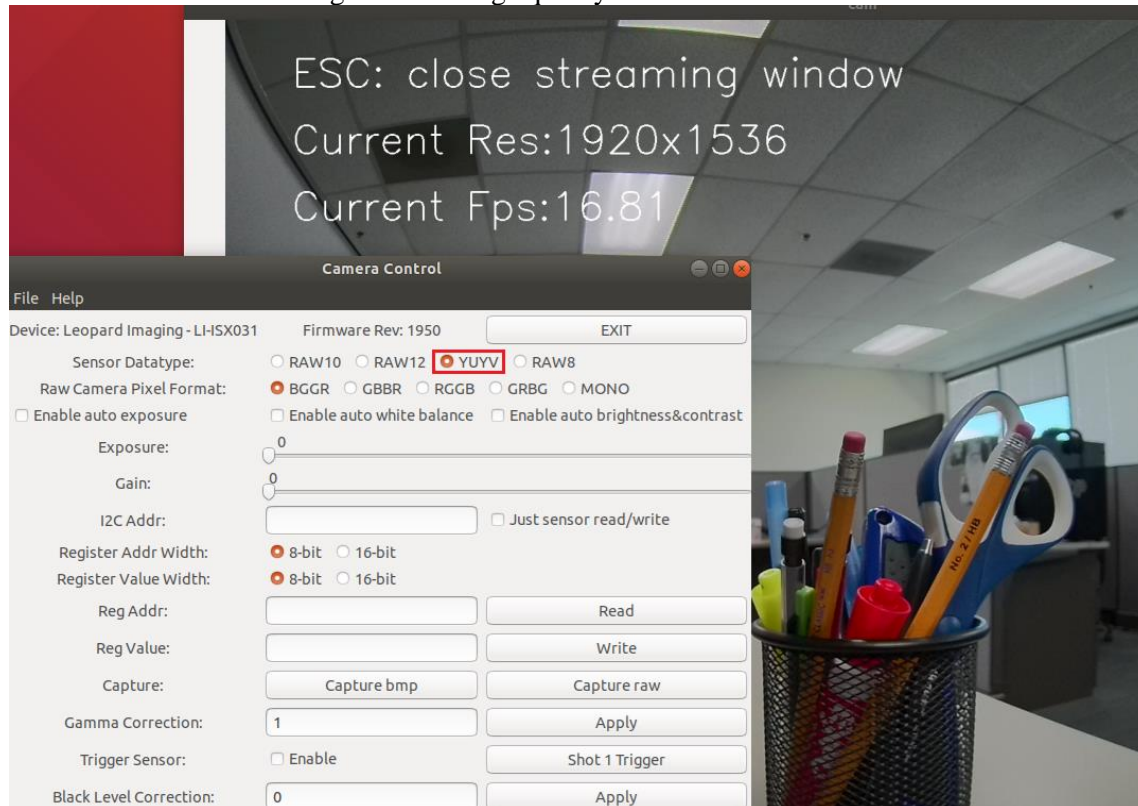 cam
ESC: close streaming window
Current Res:1920x1536
Current Fps:16.81
Camera Control
File Help
Device: Leopard Imaging - LI-ISX031 Firmware Rev: 1950 EXIT
Sensor Datatype: RAW10 RAW12 YUYV RAW8
Raw Camera Pixel Format: BGGR GBBR RGGB GRBG MONO
Enable auto exposure Enable auto white balance Enable auto brightness&contrast
Exposure: 0
Gain: 0
I2C Addr: Just sensor read/write
Register Addr Width: 8-bit 16-bit
Register Value Width: 8-bit 16-bit
Reg Addr: Read
Reg Value: Write
Capture: Capture bmp Capture raw
Gamma Correction: 1 Apply
Trigger Sensor: Enable Shot 1 Trigger
Black Level Correction: 0 Apply
No. 2 / HB